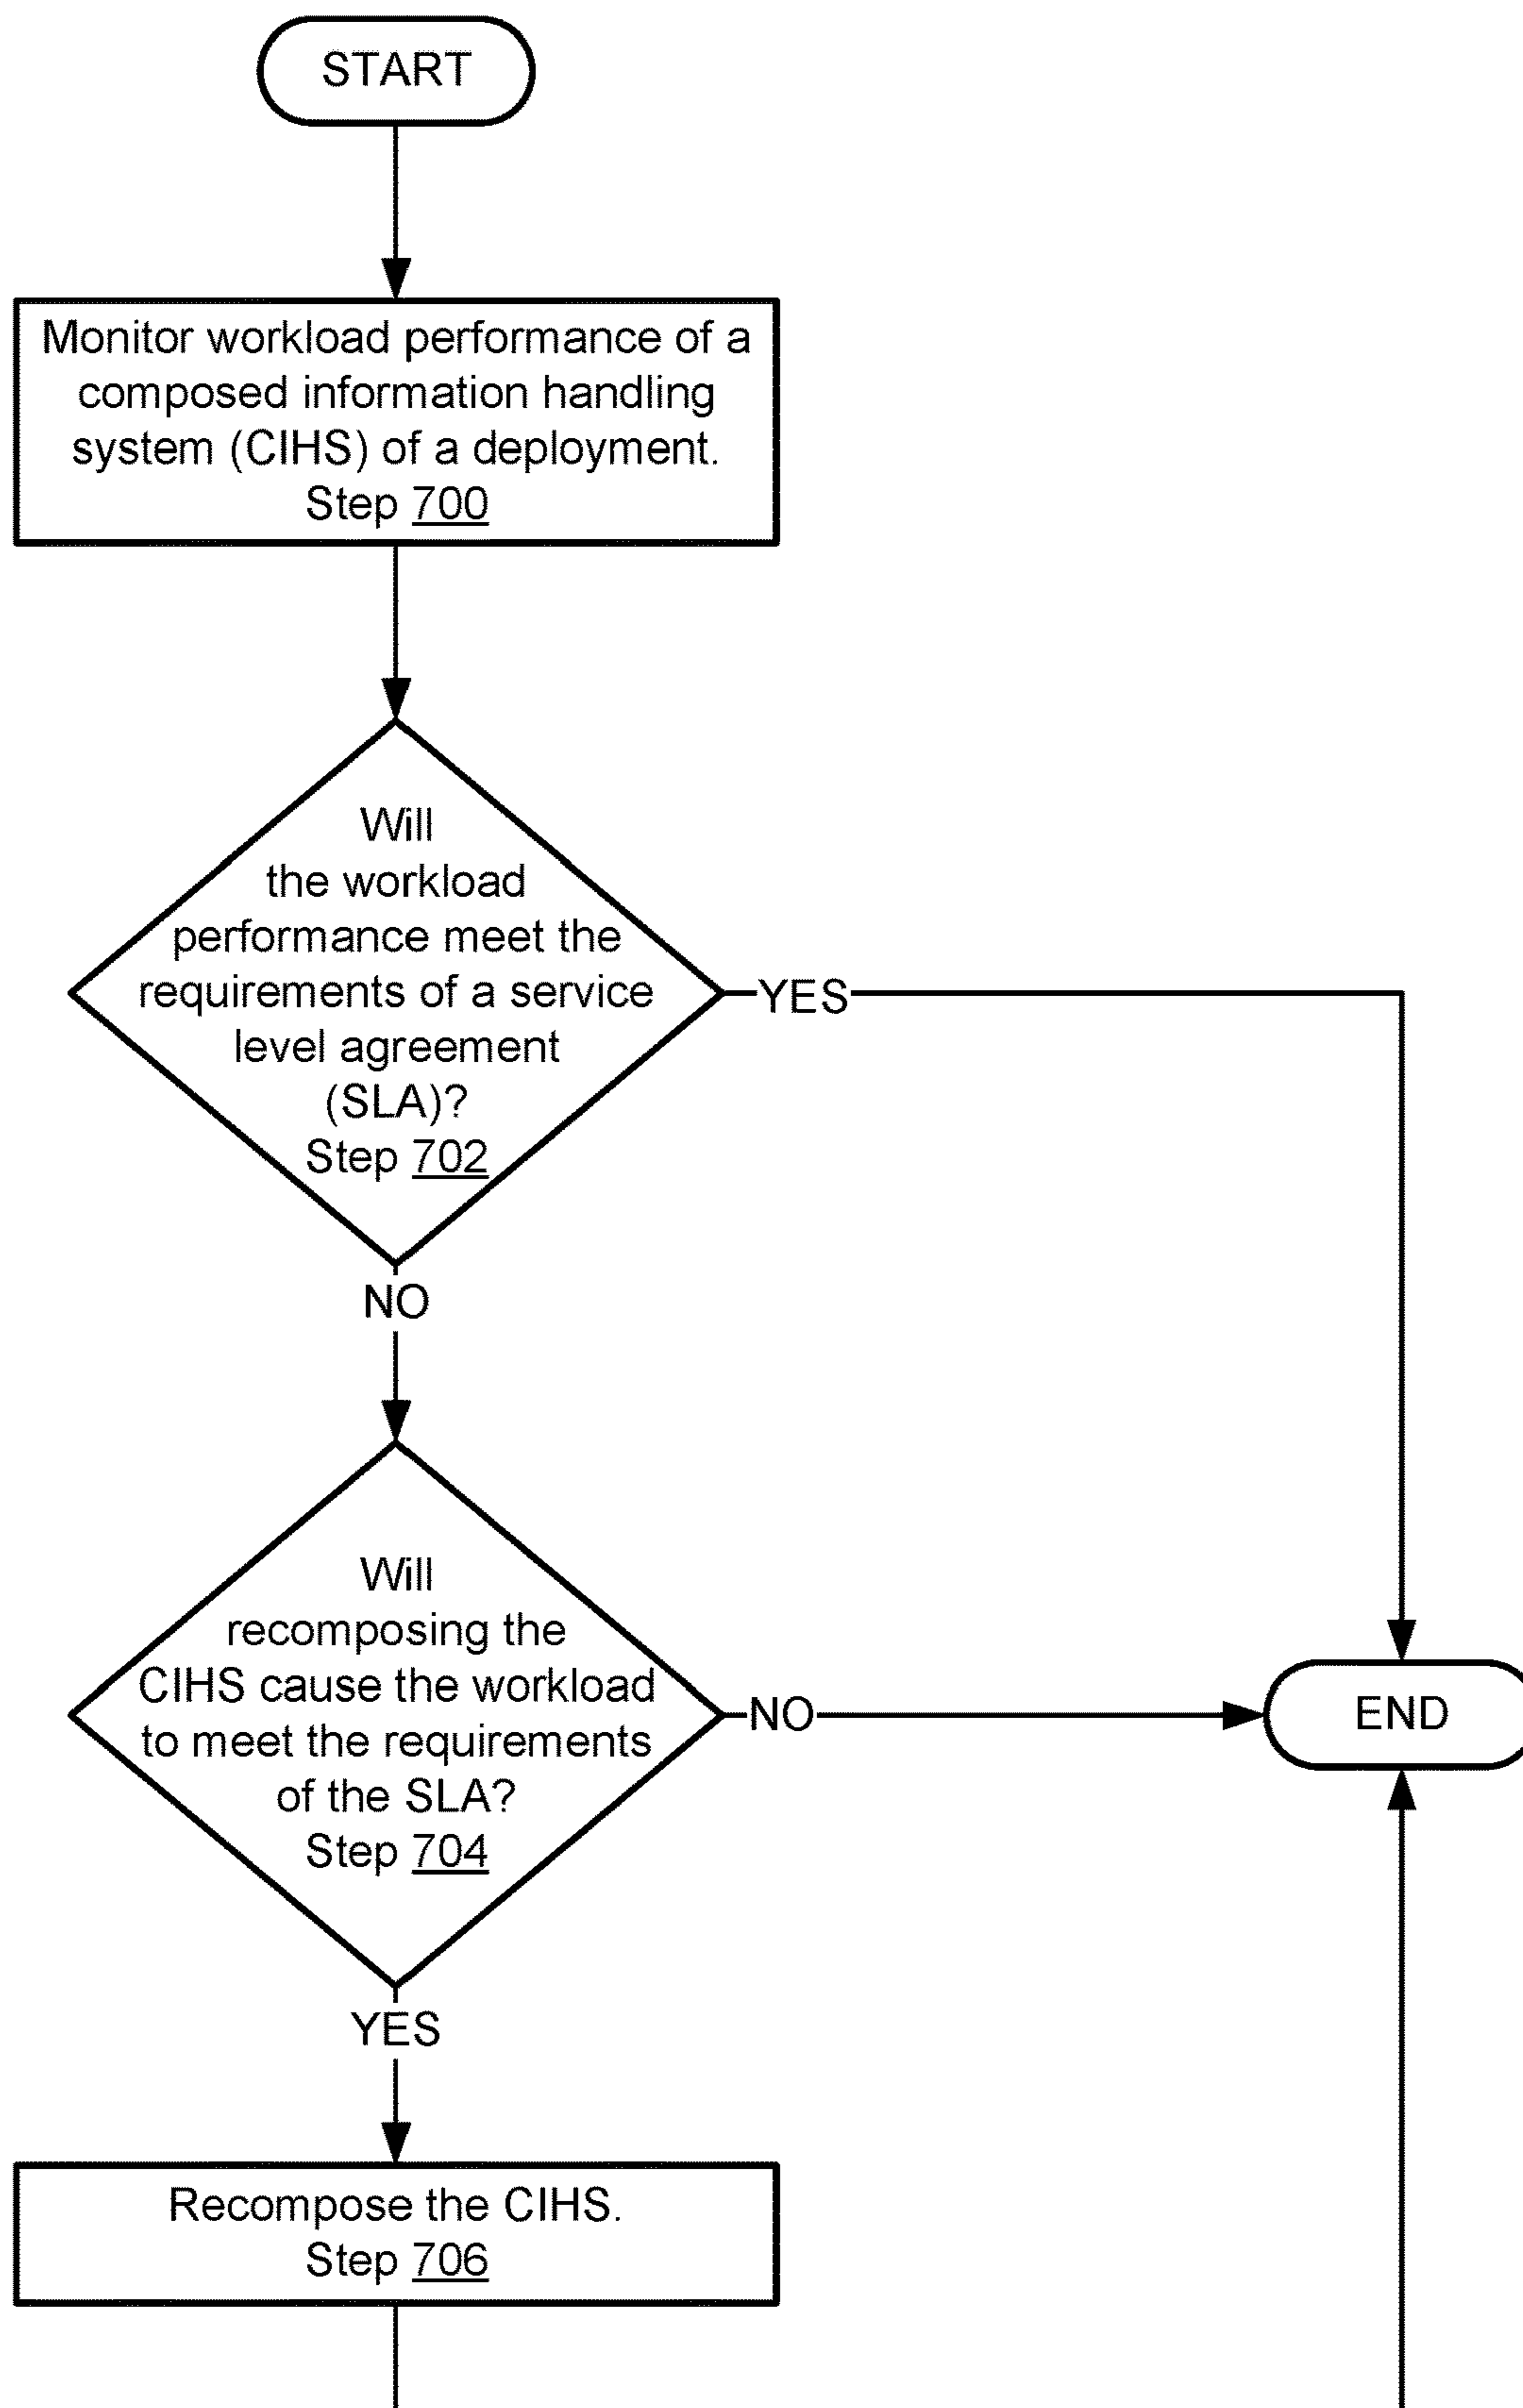 START
Monitor workload performance of a
composed information handling
system (CIHS) of a deployment.
Step 700
Will
the workload
performance meet the
requirements of a service
level agreement
(SLA)?
Step 702
YES
NO
Will
recomposing the
CIHS cause the workload
to meet the requirements
of the SLA?
Step 704
NO
END
YES
Recompose the CIHS.
Step 706